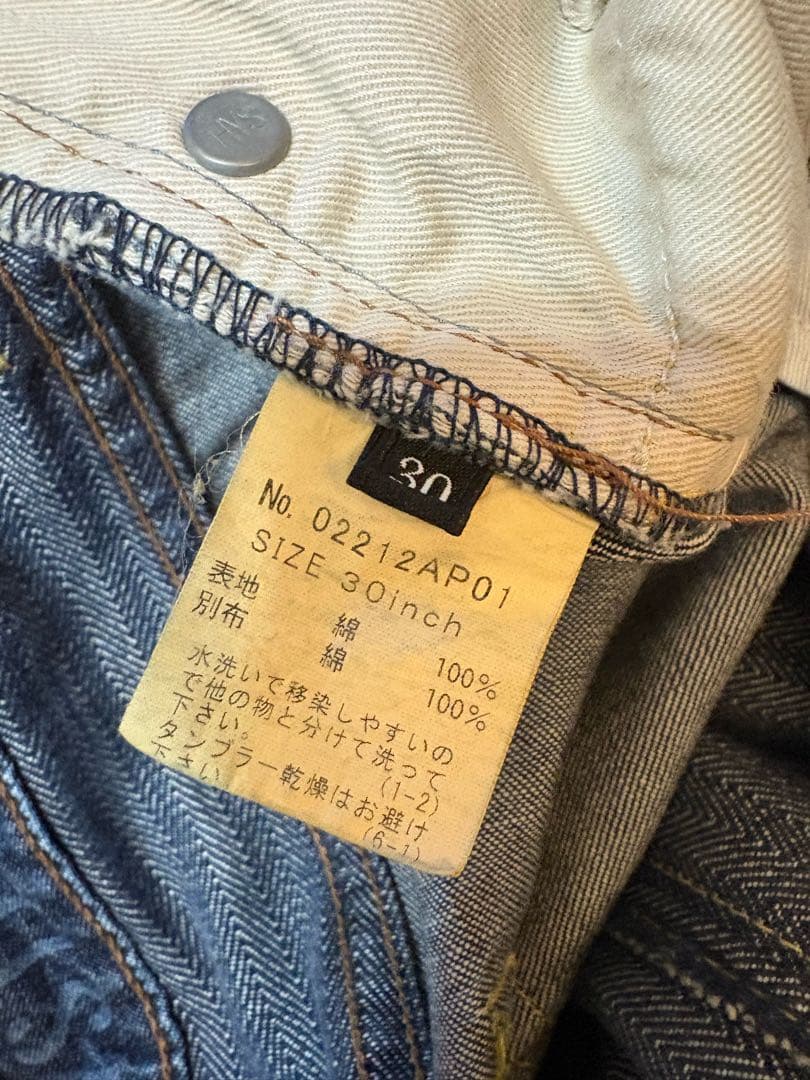 30
No. 02212AP01
SIZE 30inch
表地 綿 100%
別布 綿 100%
水洗いで移染しやすいの
で他の物と分けて洗って
下さい。 (1-2)
タンブラー乾燥はお避け
下さい (6-1)